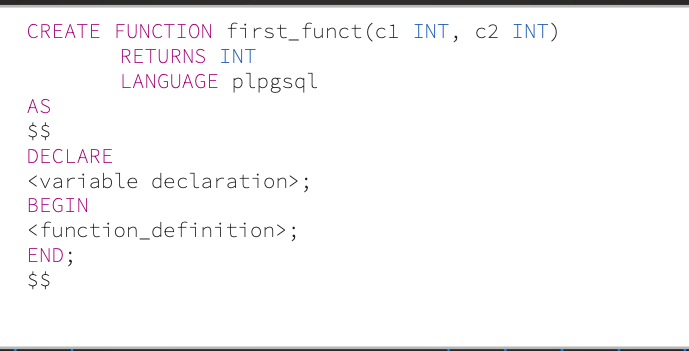 CREATE FUNCTION first_funct(c1 INT, c2 INT)
RETURNS INT
LANGUAGE plpgsql
AS
$$
DECLARE
<variable declaration>;
BEGIN
<function_definition>;
END;
$$